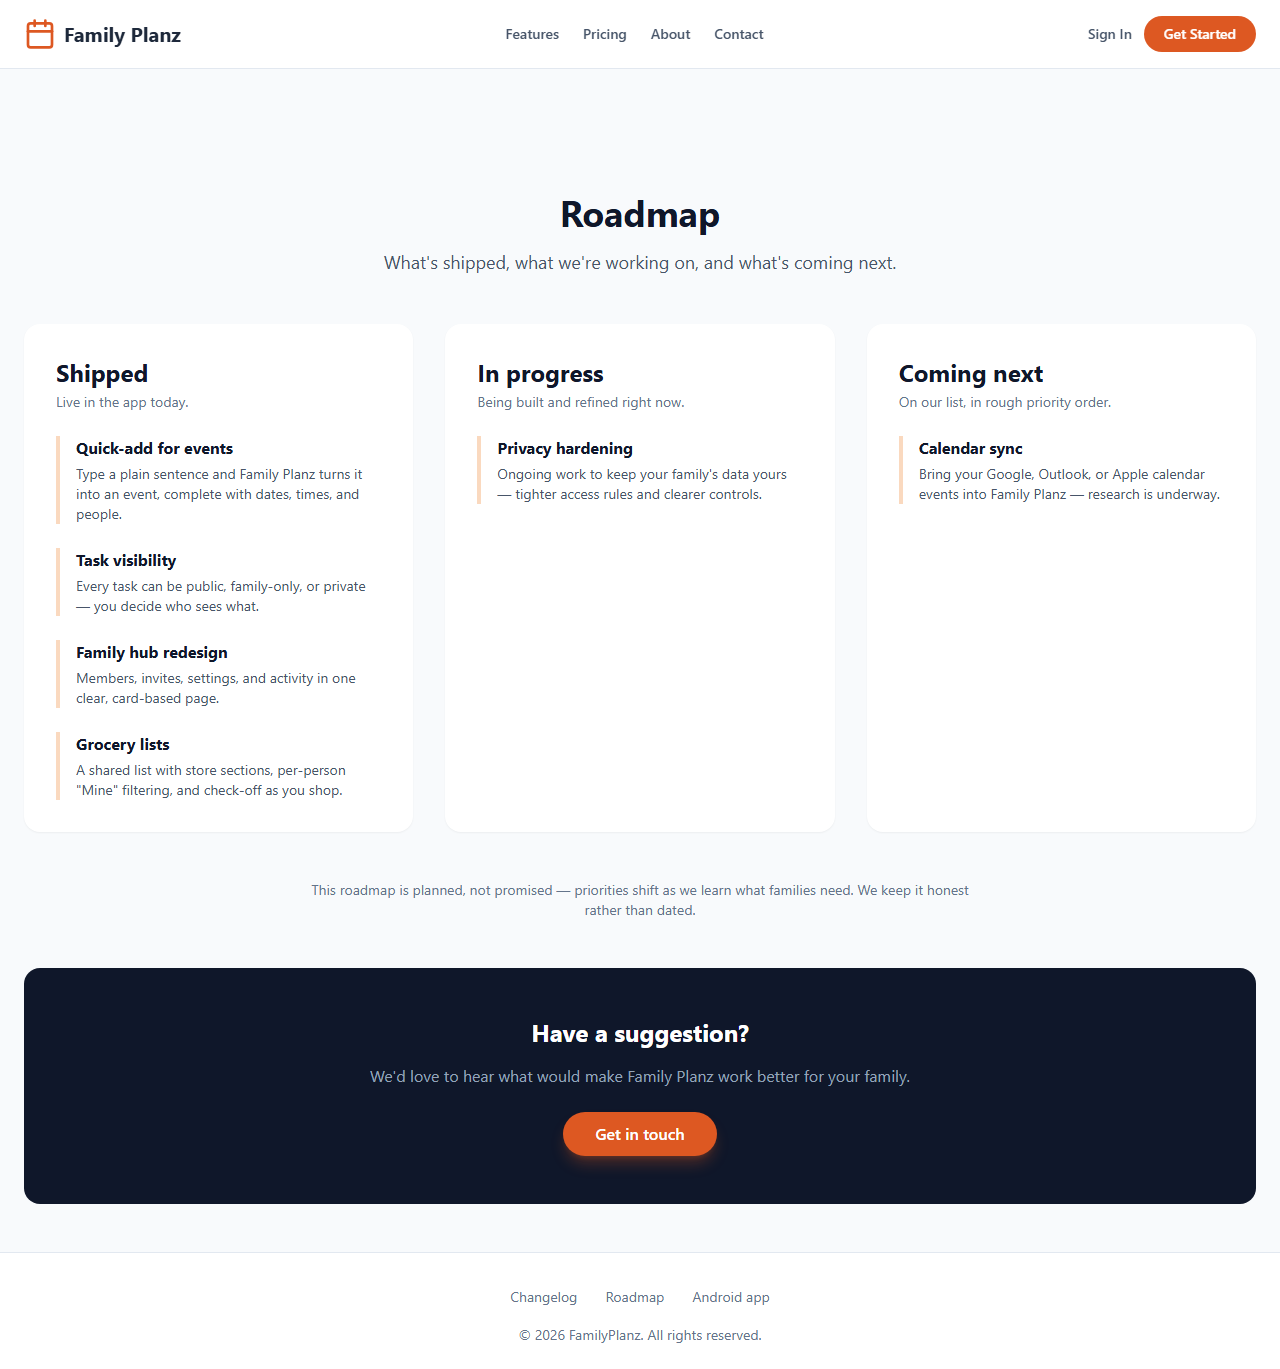 Family Planz
Features
Pricing
About
Contact
Sign In
Get Started
Roadmap
What's shipped, what we're working on, and what's coming next.
Shipped
Live in the app today.
Quick-add for events
Type a plain sentence and Family Planz turns it
into an event, complete with dates, times, and
people.
Task visibility
Every task can be public, family-only, or private
— you decide who sees what.
Family hub redesign
Members, invites, settings, and activity in one
clear, card-based page.
Grocery lists
A shared list with store sections, per-person
"Mine" filtering, and check-off as you shop.
In progress
Being built and refined right now.
Privacy hardening
Ongoing work to keep your family's data yours
— tighter access rules and clearer controls.
Coming next
On our list, in rough priority order.
Calendar sync
Bring your Google, Outlook, or Apple calendar
events into Family Planz — research is underway.
This roadmap is planned, not promised — priorities shift as we learn what families need. We keep it honest
rather than dated.
Have a suggestion?
We'd love to hear what would make Family Planz work better for your family.
Get in touch
Changelog
Roadmap
Android app
© 2026 FamilyPlanz. All rights reserved.